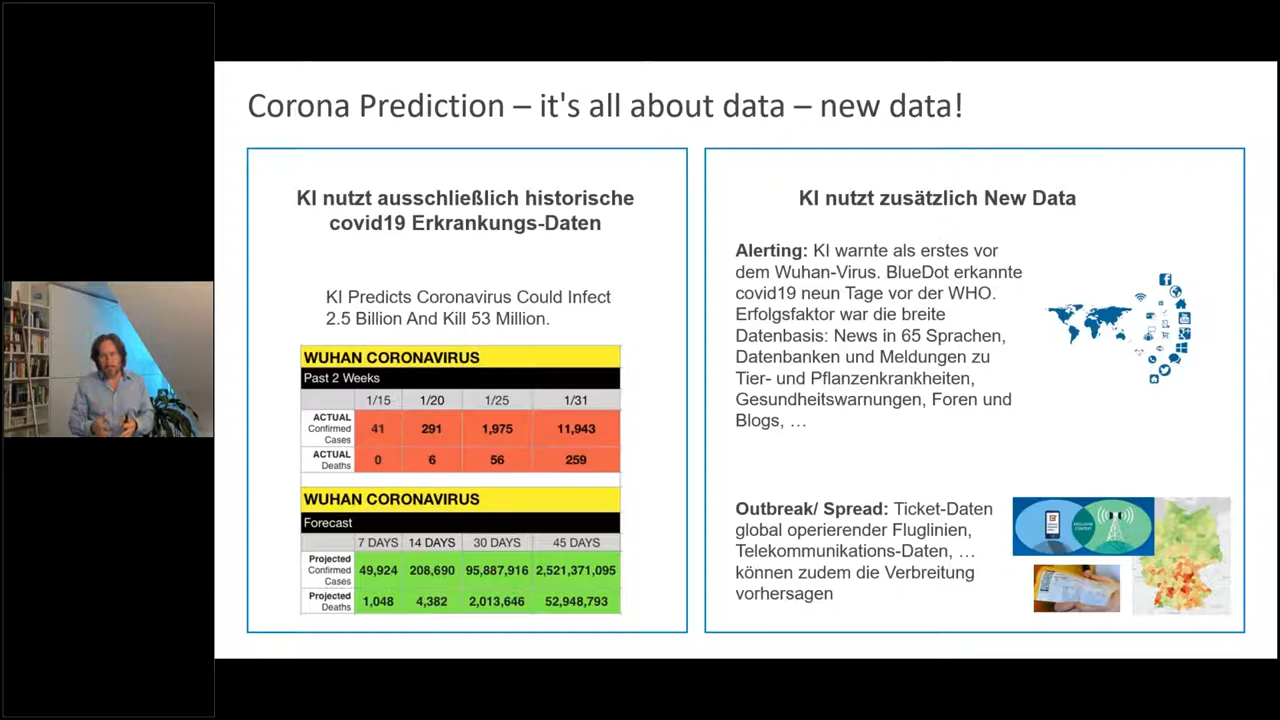 Corona Prediction – it's all about data – new data!
KI nutzt ausschließlich historische
covid19 Erkrankungs-Daten
KI Predicts Coronavirus Could Infect
2.5 Billion And Kill 53 Million.
WUHAN CORONAVIRUS
Past 2 Weeks
1/15 1/20 1/25 1/31
ACTUAL
Confirmed
Cases
41 291 1,975 11,943
ACTUAL
Deaths
0 6 56 259
WUHAN CORONAVIRUS
Forecast
7 DAYS 14 DAYS 30 DAYS 45 DAYS
Projected
Confirmed
Cases
49,924 208,690 95,887,916 2,521,371,095
Projected
Deaths
1,048 4,382 2,013,646 52,948,793
KI nutzt zusätzlich New Data
Alerting: KI warnte als erstes vor
dem Wuhan-Virus. BlueDot erkannte
covid19 neun Tage vor der WHO.
Erfolgsfaktor war die breite
Datenbasis: News in 65 Sprachen,
Datenbanken und Meldungen zu
Tier- und Pflanzenkrankheiten,
Gesundheitswarnungen, Foren und
Blogs, …
Outbreak/ Spread: Ticket-Daten
global operierender Fluglinien,
Telekommunikations-Daten, …
können zudem die Verbreitung
vorhersagen